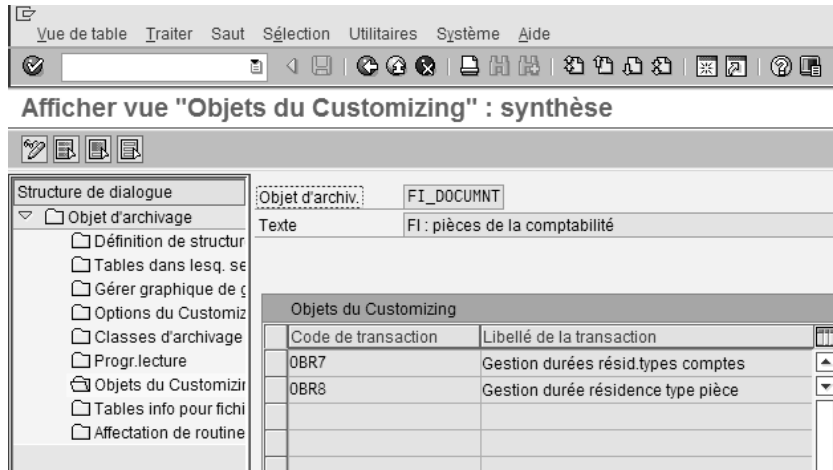 Vue de table Traiter Saut Sélection Utilitaires Système Aide
Afficher vue "Objets du Customizing" : synthèse
Structure de dialogue
Objet d'archivage
Définition de structur
Tables dans lesq. se
Gérer graphique de g
Options du Customiz
Classes d'archivage
Progr.lecture
Objets du Customizin
Tables info pour fichi
Affectation de routine
Objet d'archiv. FI_DOCUMNT
Texte FI : pièces de la comptabilité
Objets du Customizing
Code de transaction Libellé de la transaction
OBR7 Gestion durées résid.types comptes
OBR8 Gestion durée résidence type pièce